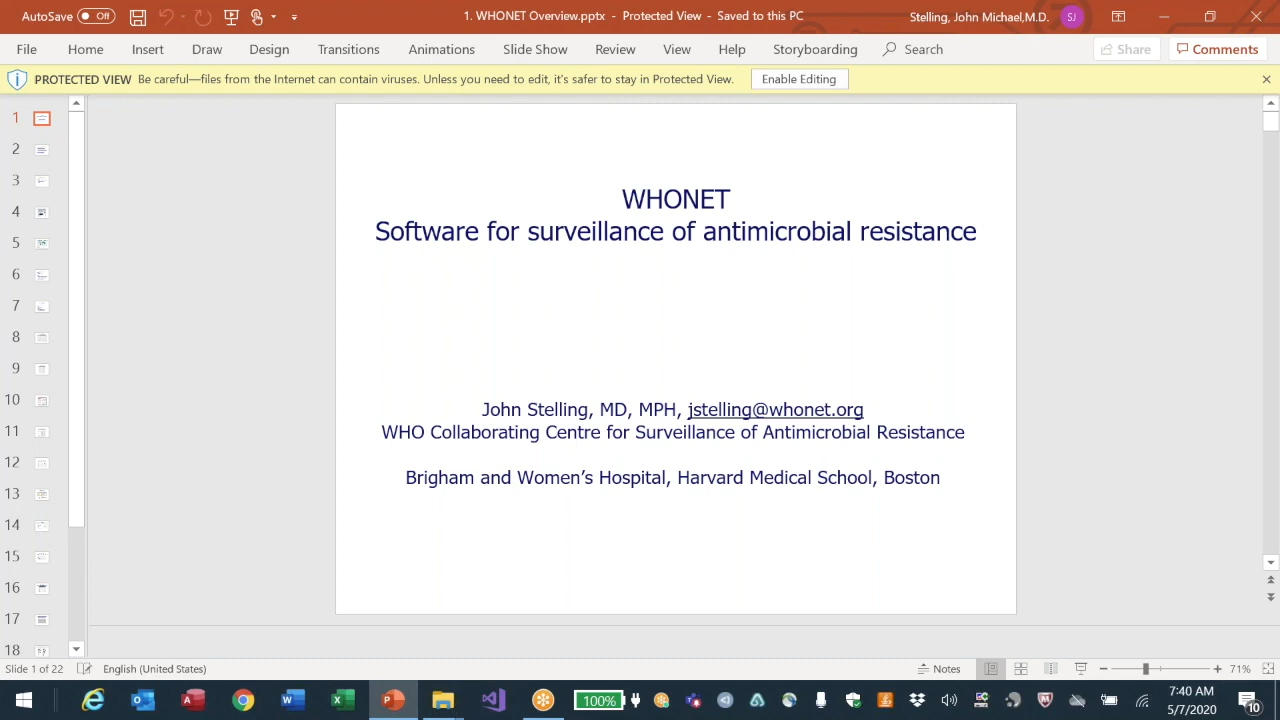 AutoSave Off 1. WHONET Overview.pptx - Protected View - Saved to this PC Stelling, John Michael,M.D. SJ
File Home Insert Draw Design Transitions Animations Slide Show Review View Help Storyboarding Search Share Comments
PROTECTED VIEW Be careful—files from the Internet can contain viruses. Unless you need to edit, it's safer to stay in Protected View. Enable Editing
1
2
3
4
5
6
7
8
9
10
11
12
13
14
15
16
17
18
WHONET
Software for surveillance of antimicrobial resistance
John Stelling, MD, MPH, jstelling@whonet.org
WHO Collaborating Centre for Surveillance of Antimicrobial Resistance
Brigham and Women's Hospital, Harvard Medical School, Boston
Slide 1 of 22 English (United States) Notes 71%
100% 7:40 AM
5/7/2020 10